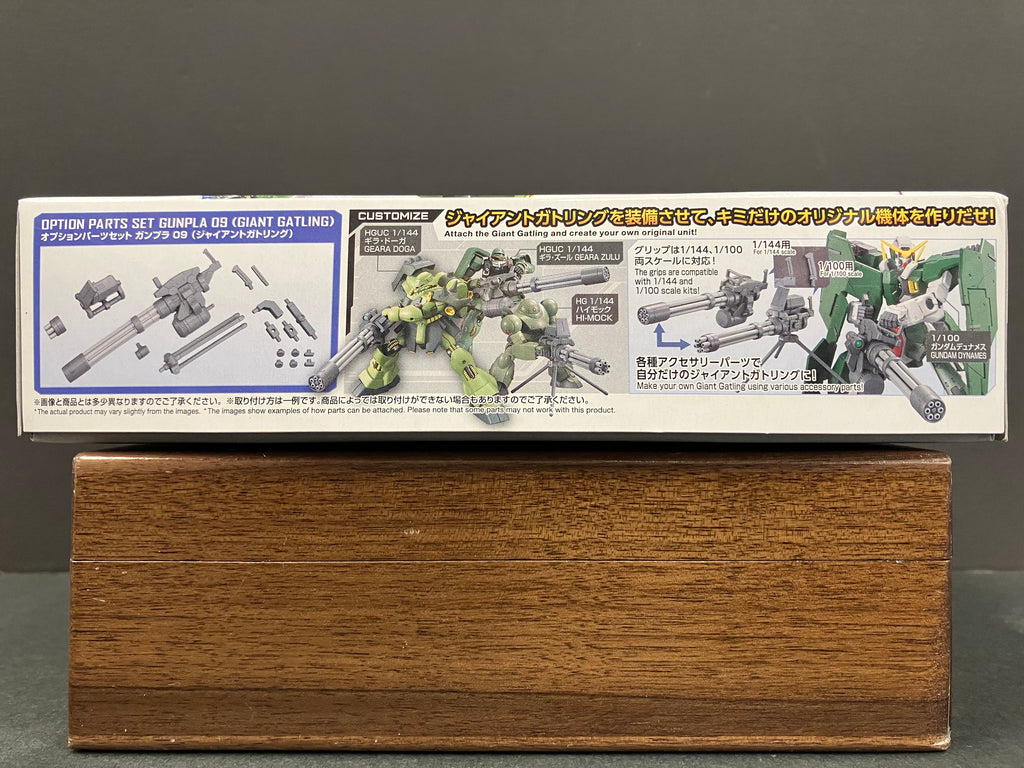 OPTION PARTS SET GUNPLA 09 (GIANT GATLING)
オプションパーツセット ガンプラ 09 (ジャイアントガトリング)
CUSTOMIZE
ジャイアントガトリングを装備させて、キミだけのオリジナル機体を作りだせ!
Attach the Giant Gatling and create your own original unit!
HGUC 1/144
ギラ・ドーガ
GEARA DOGA
HGUC 1/144
ギラ・ズール GEARA ZULU
HG 1/144
ハイモック
HI-MOCK
グリップは1/144、1/100
両スケールに対応!
The grips are compatible
with 1/144 and
1/100 scale kits!
1/144用
For 1/144 scale
1/100用
For 1/100 scale
1/100
ガンダムデュナメス
GUNDAM DYNAMES
各種アクセサリーパーツで
自分だけのジャイアントガトリングに!
Make your own Giant Gatling using various accessory parts!
※画像と商品とは多少異なりますのでご了承ください。※取り付け方は一例です。商品によっては取り付けができない場合もありますのでご了承ください。
*The actual product may vary slightly from the images. *The images show examples of how parts can be attached. Please note that some parts may not work with this product.